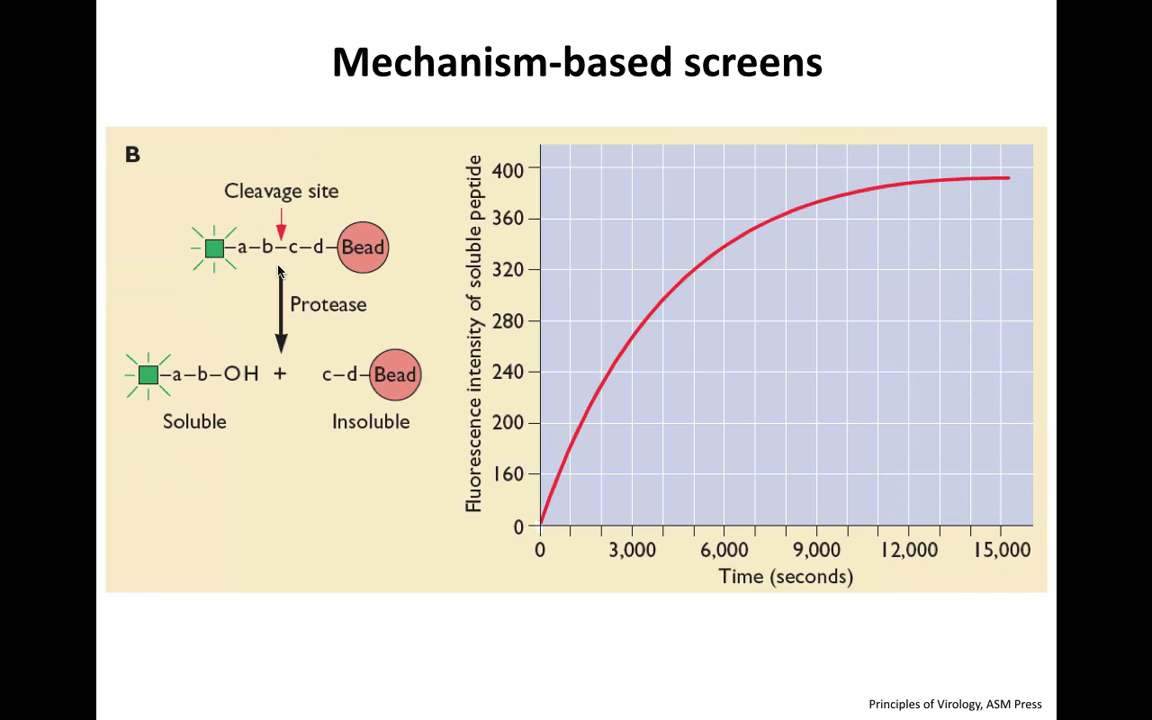 Mechanism-based screens
B
Cleavage site
a–b–c–d–Bead
Protease
a–b–OH + c–d–Bead
Soluble Insoluble
Fluorescence intensity of soluble peptide
400
360
320
280
240
200
160
0
0 3,000 6,000 9,000 12,000 15,000
Time (seconds)
Principles of Virology, ASM Press